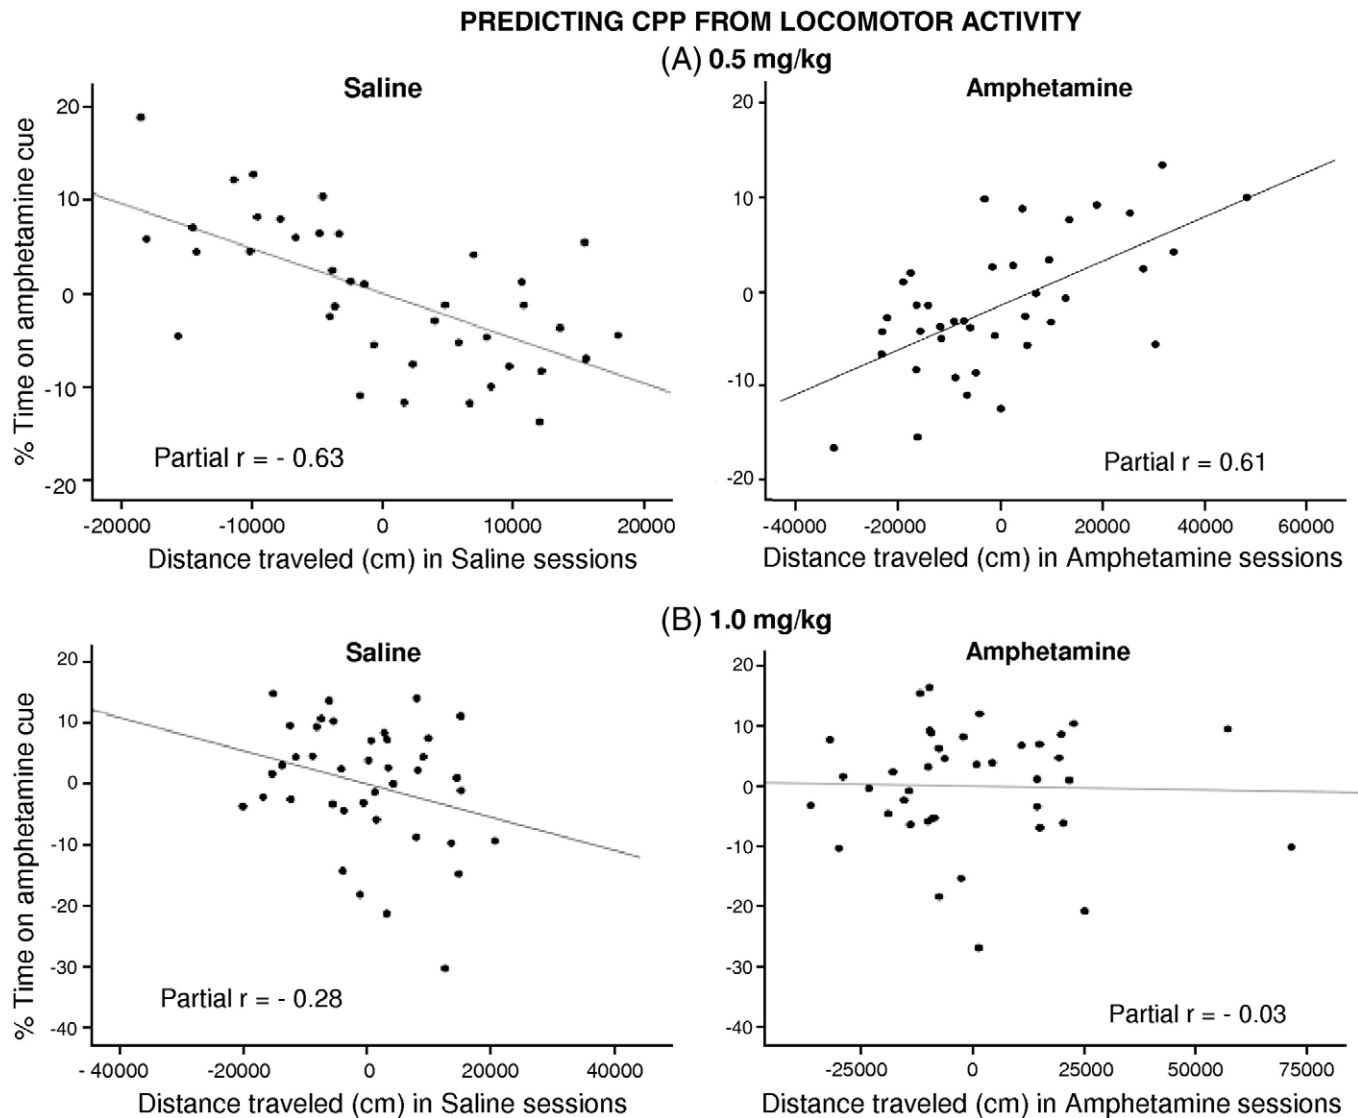 PREDICTING CPP FROM LOCOMOTOR ACTIVITY
(A) 0.5 mg/kg
Saline
% Time on amphetamine cue
20
10
0
-10
-20
Partial r = - 0.63
-20000 -10000 0 10000 20000
Distance traveled (cm) in Saline sessions
Amphetamine
20
10
0
-10
-20
Partial r = 0.61
-40000 -20000 0 20000 40000 60000
Distance traveled (cm) in Amphetamine sessions
(B) 1.0 mg/kg
Saline
% Time on amphetamine cue
20
10
0
-10
-20
-30
-40
Partial r = - 0.28
- 40000 -20000 0 20000 40000
Distance traveled (cm) in Saline sessions
Amphetamine
20
10
0
-10
-20
-30
-40
Partial r = - 0.03
-25000 0 25000 50000 75000
Distance traveled (cm) in Amphetamine sessions